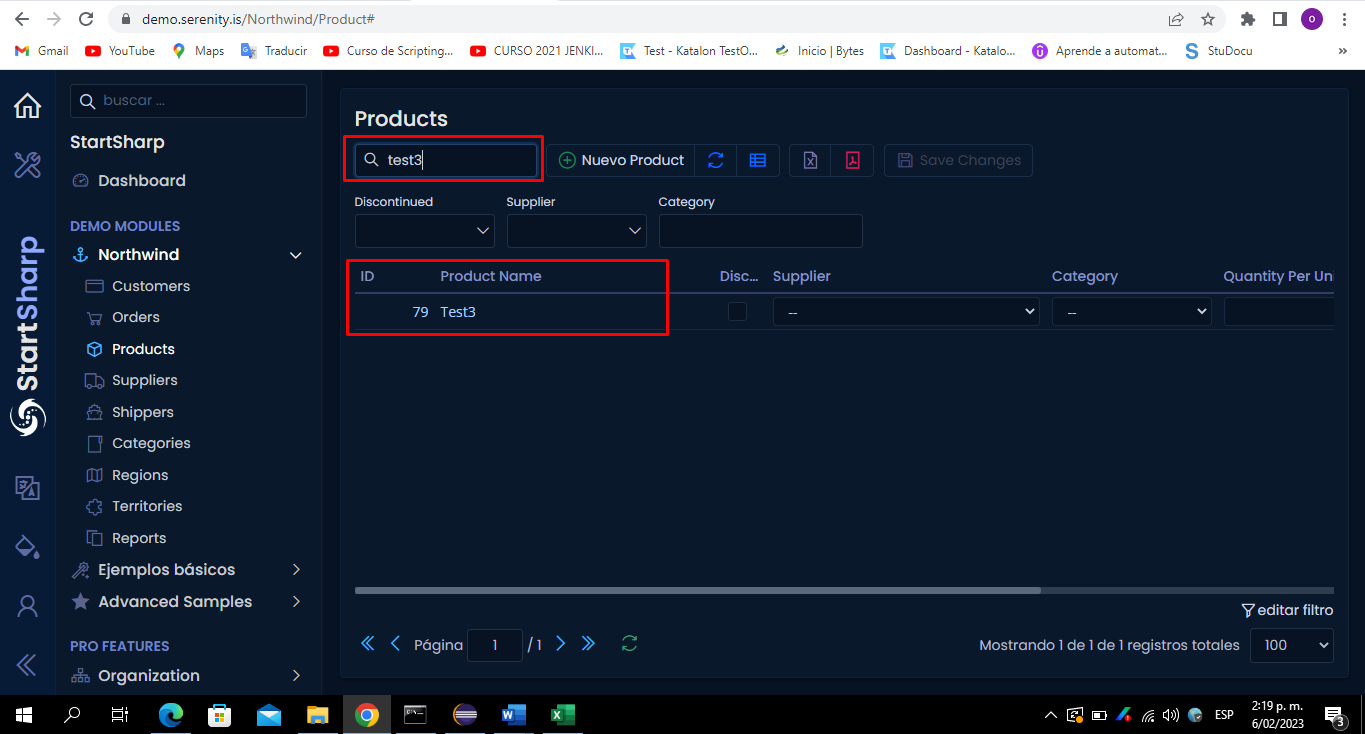 demo.serenity.is/Northwind/Product#
O
Gmail
YouTube
Maps
Traducir
Curso de Scripting...
CURSO 2021 JENKI...
Test - Katalon TestO...
Inicio | Bytes
Dashboard - Katalo...
Aprende a automat...
StuDocu
»
StartSharp
buscar ...
StartSharp
Dashboard
DEMO MODULES
Northwind
Customers
Orders
Products
Suppliers
Shippers
Categories
Regions
Territories
Reports
Ejemplos básicos
Advanced Samples
PRO FEATURES
Organization
Products
test3
Nuevo Product
Save Changes
Discontinued Supplier Category
ID Product Name Disc... Supplier Category Quantity Per Uni
79 Test3 -- --
editar filtro
Página 1 / 1
Mostrando 1 de 1 de 1 registros totales 100
ESP
2:19 p. m.
6/02/2023
3